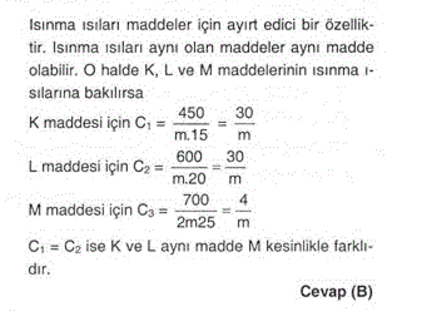 Isınma ısıları maddeler için ayırt edici bir özellik-
tir. Isınma ısıları aynı olan maddeler aynı madde
olabilir. O halde K, L ve M maddelerinin ısınma ı-
sılarına bakılırsa
K maddesi için C₁ = 450/m.15 = 30/m
L maddesi için C₂ = 600/m.20 = 30/m
M maddesi için C₃ = 700/2m25 = 4/m
C₁ = C₂ ise K ve L aynı madde M kesinlikle farklı-
dır.
Cevap (B)